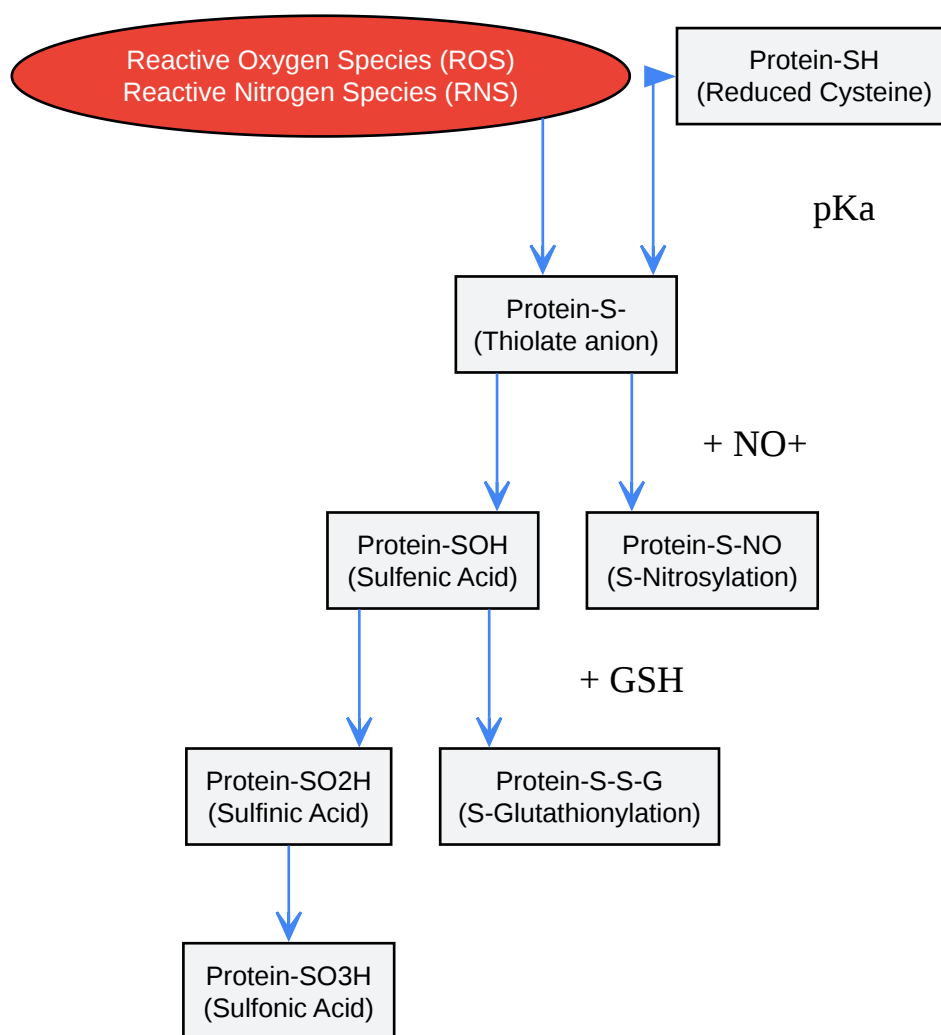 Reactive Oxygen Species (ROS)
Reactive Nitrogen Species (RNS)
Protein-SH
(Reduced Cysteine)
pKa
Protein-S-
(Thiolate anion)
+ NO+
Protein-SOH
(Sulfenic Acid)
Protein-S-NO
(S-Nitrosylation)
+ GSH
Protein-SO2H
(Sulfinic Acid)
Protein-S-S-G
(S-Glutathionylation)
Protein-SO3H
(Sulfonic Acid)